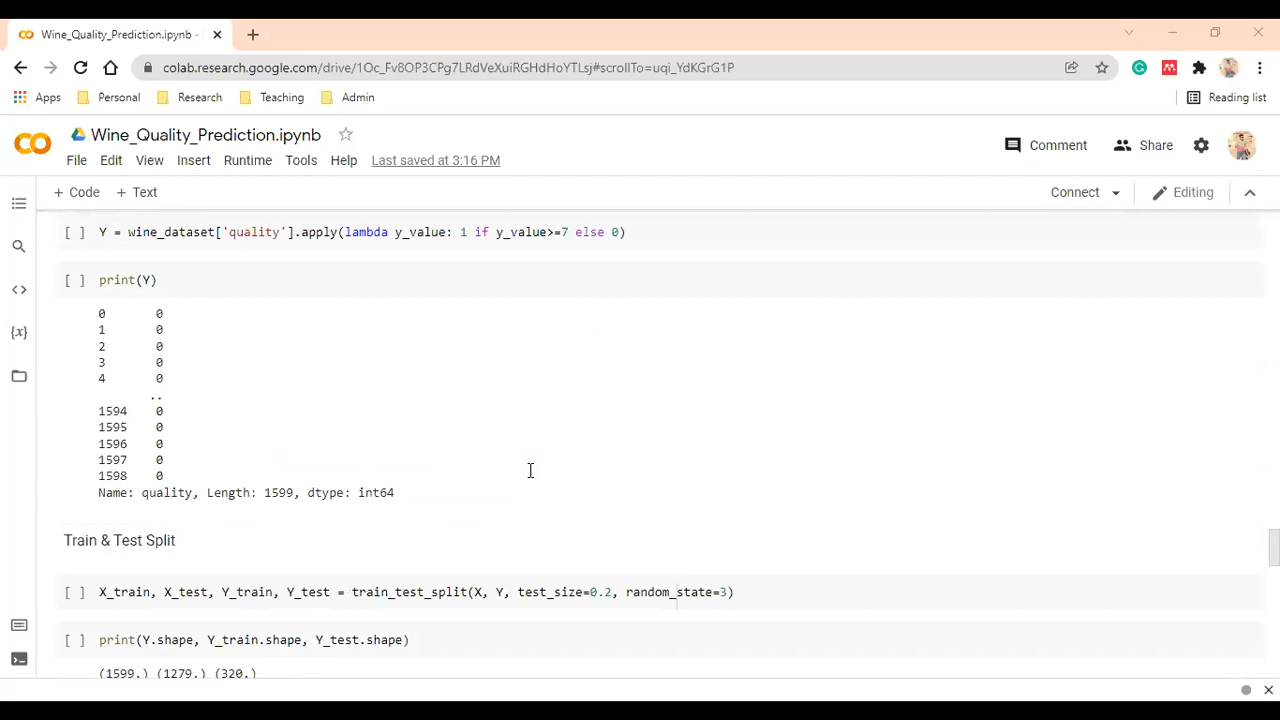 Wine_Quality_Prediction.ipynb -
colab.research.google.com/drive/1Oc_Fv8OP3CPg7LRdVeXuiRGHdHoYTLsj#scrollTo=uqi_YdKGrG1P
Apps Personal Research Teaching Admin Reading list
Wine_Quality_Prediction.ipynb
Comment Share
File Edit View Insert Runtime Tools Help Last saved at 3:16 PM
+ Code + Text Connect Editing
[ ] Y = wine_dataset['quality'].apply(lambda y_value: 1 if y_value>=7 else 0)
[ ] print(Y)
0 0
1 0
2 0
3 0
4 0
..
1594 0
1595 0
1596 0
1597 0
1598 0
Name: quality, Length: 1599, dtype: int64
Train & Test Split
[ ] X_train, X_test, Y_train, Y_test = train_test_split(X, Y, test_size=0.2, random_state=3)
[ ] print(Y.shape, Y_train.shape, Y_test.shape)
(1599,) (1279,) (320,)